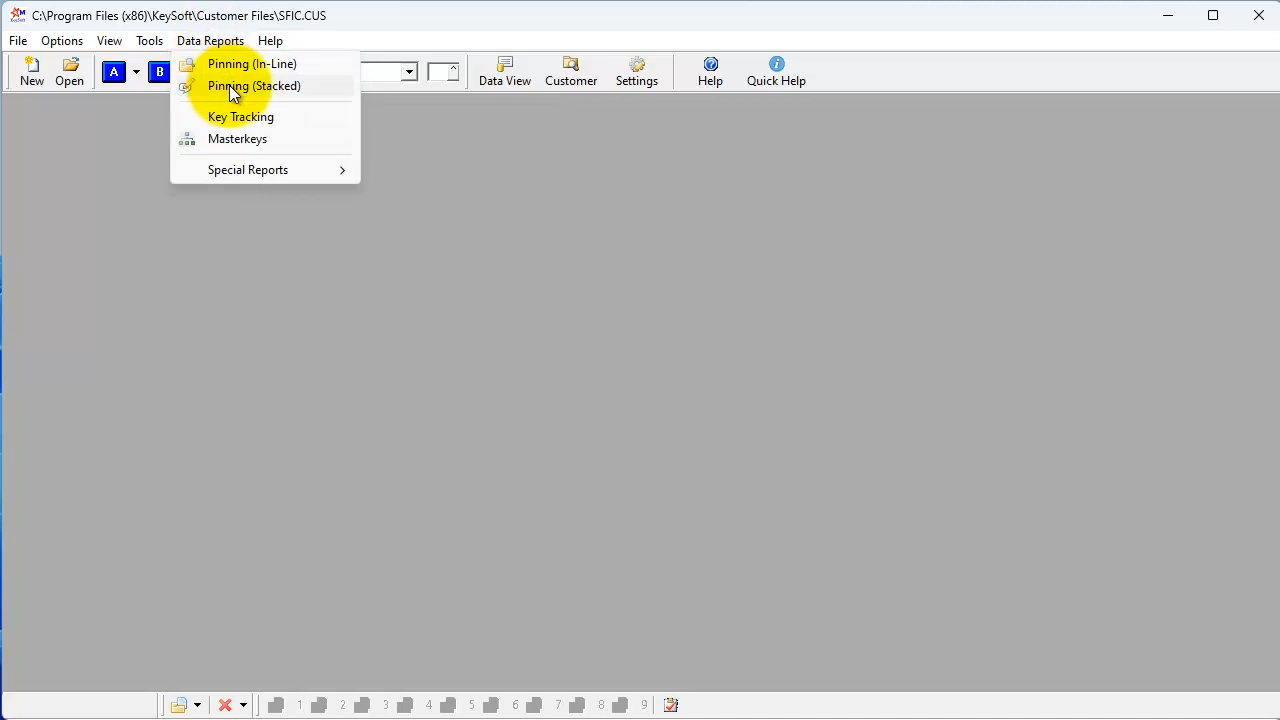 C:\Program Files (x86)\KeySoft\Customer Files\SFIC.CUS
File Options View Tools Data Reports Help
New Open A B Data View Customer Settings Help Quick Help
Pinning (In-Line)
Pinning (Stacked)
Key Tracking
Masterkeys
Special Reports
1 2 3 4 5 6 7 8 9